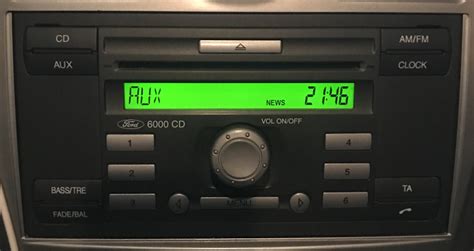 CD
AM/FM
AUX
CLOCK
AUX NEWS 21:46
Ford 6000 CD VOL ON/OFF
1
4
2
5
BASS/TRE
TA
3
MENU
6
FADE/BAL